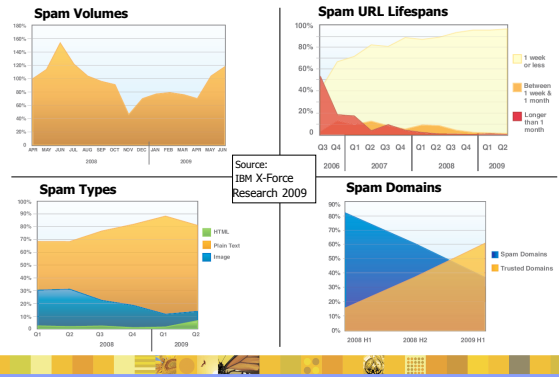 Spam Volumes
180%
160%
140%
120%
100%
80%
60%
40%
20%
0%
APR MAY JUN JUL AUG SEP OCT NOV DEC JAN FEB MAR APR MAY JUN
2008 2009
Spam URL Lifespans
100%
80%
60%
40%
20%
0%
Q3 Q4 Q1 Q2 Q3 Q4 Q1 Q2 Q3 Q4 Q1 Q2
2006 2007 2008 2009
1 week
or less
Between
1 week &
1 month
Longer
than 1
month
Source:
IBM X-Force
Research 2009
Spam Types
100%
90%
80%
70%
60%
50%
40%
30%
20%
10%
0%
Q1 Q2 Q3 Q4 Q1 Q2
2008 2009
HTML
Plain Text
Image
Spam Domains
90%
80%
70%
60%
50%
40%
30%
20%
10%
0%
2008 H1 2008 H2 2009 H1
Spam Domains
Trusted Domains